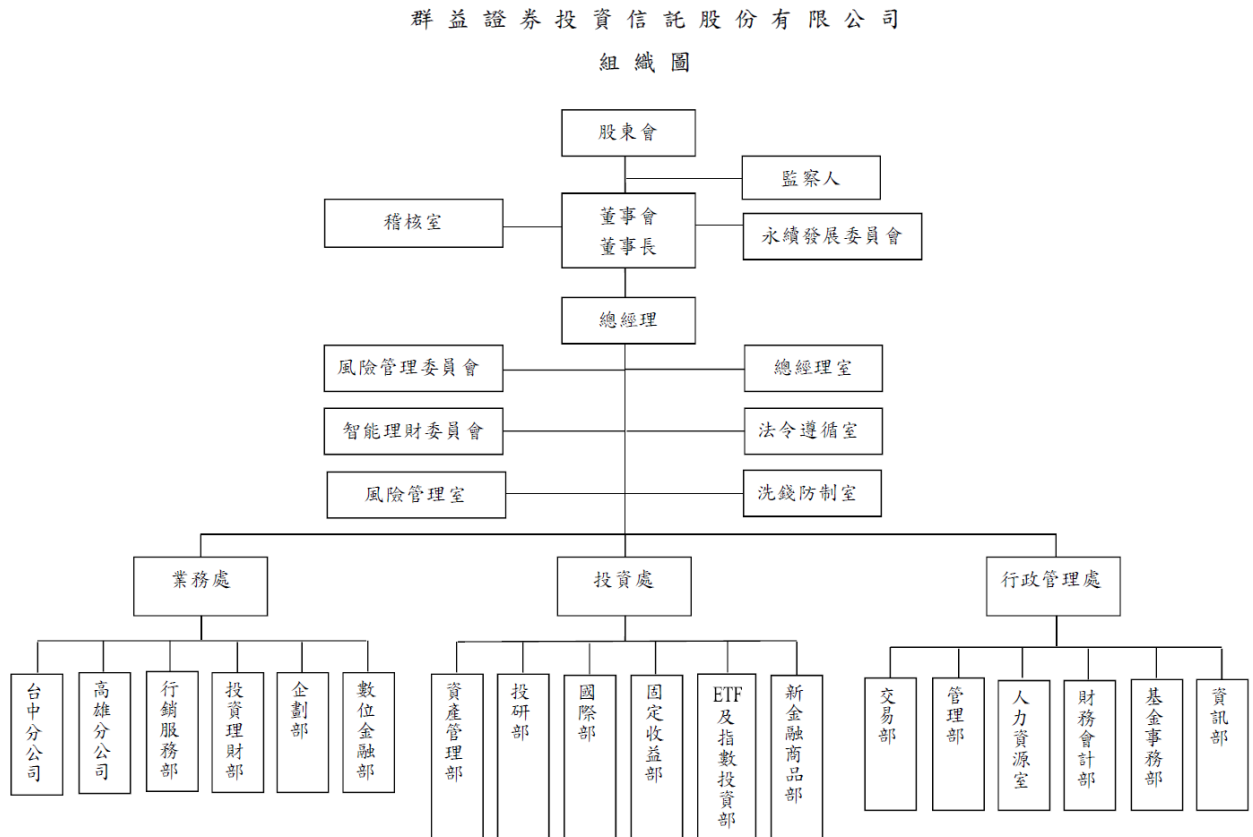 群益證券投資信託股份有限公司
組織圖
股東會
監察人
稽核室
董事會
董事長
永續發展委員會
總經理
風險管理委員會
總經理室
智能理財委員會
法令遵循室
風險管理室
洗錢防制室
業務處
投資處
行政管理處
台中分公司
高雄分公司
行銷服務部
投資理財部
企劃部
數位金融部
資產管理部
投研部
國際部
固定收益部
ETF及指數投資部
新金融商品部
交易部
管理部
人力資源室
財務會計部
基金事務部
資訊部